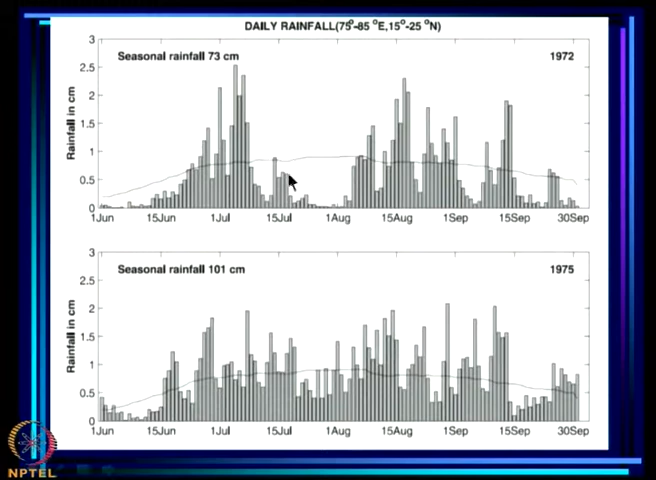 DAILY RAINFALL(75°-85 °E,15°-25 °N)
Seasonal rainfall 73 cm
1972
Rainfall in cm
3
2.5
2
1.5
1
0.5
0
1Jun 15Jun 1Jul 15Jul 1Aug 15Aug 1Sep 15Sep 30Sep
Seasonal rainfall 101 cm
1975
Rainfall in cm
3
2.5
2
1.5
1
0.5
0
1Jun 15Jun 1Jul 15Jul 1Aug 15Aug 1Sep 15Sep 30Sep
NPTEL